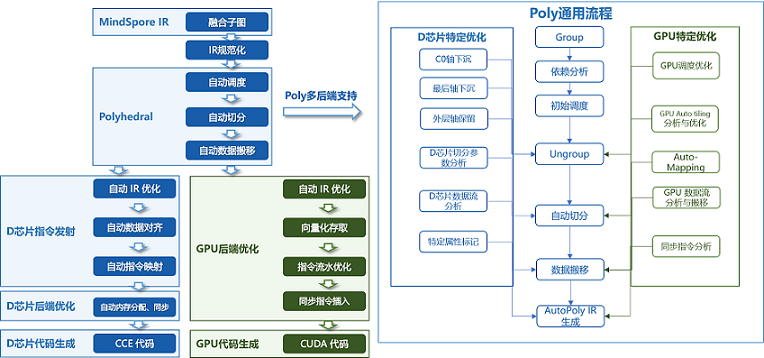 MindSpore IR
融合子图
IR规范化
Polyhedral
自动调度
自动切分
自动数据搬移
Poly多后端支持
D芯片指令发射
自动 IR 优化
自动数据对齐
自动指令映射
D芯片后端优化
自动内存分配、同步
D芯片代码生成
CCE 代码
GPU后端优化
自动 IR 优化
向量化存取
指令流水优化
同步指令插入
GPU代码生成
CUDA 代码
Poly通用流程
D芯片特定优化
C0轴下沉
最后轴下沉
外层轴保留
D芯片切分参
数分析
D芯片数据流
分析
特定属性标记
Group
依赖分析
初始调度
Ungroup
自动切分
数据搬移
AutoPoly IR
生成
GPU特定优化
GPU调度优化
GPU Auto tiling
分析与优化
Auto-
Mapping
GPU 数据流
分析与搬移
同步指令分析